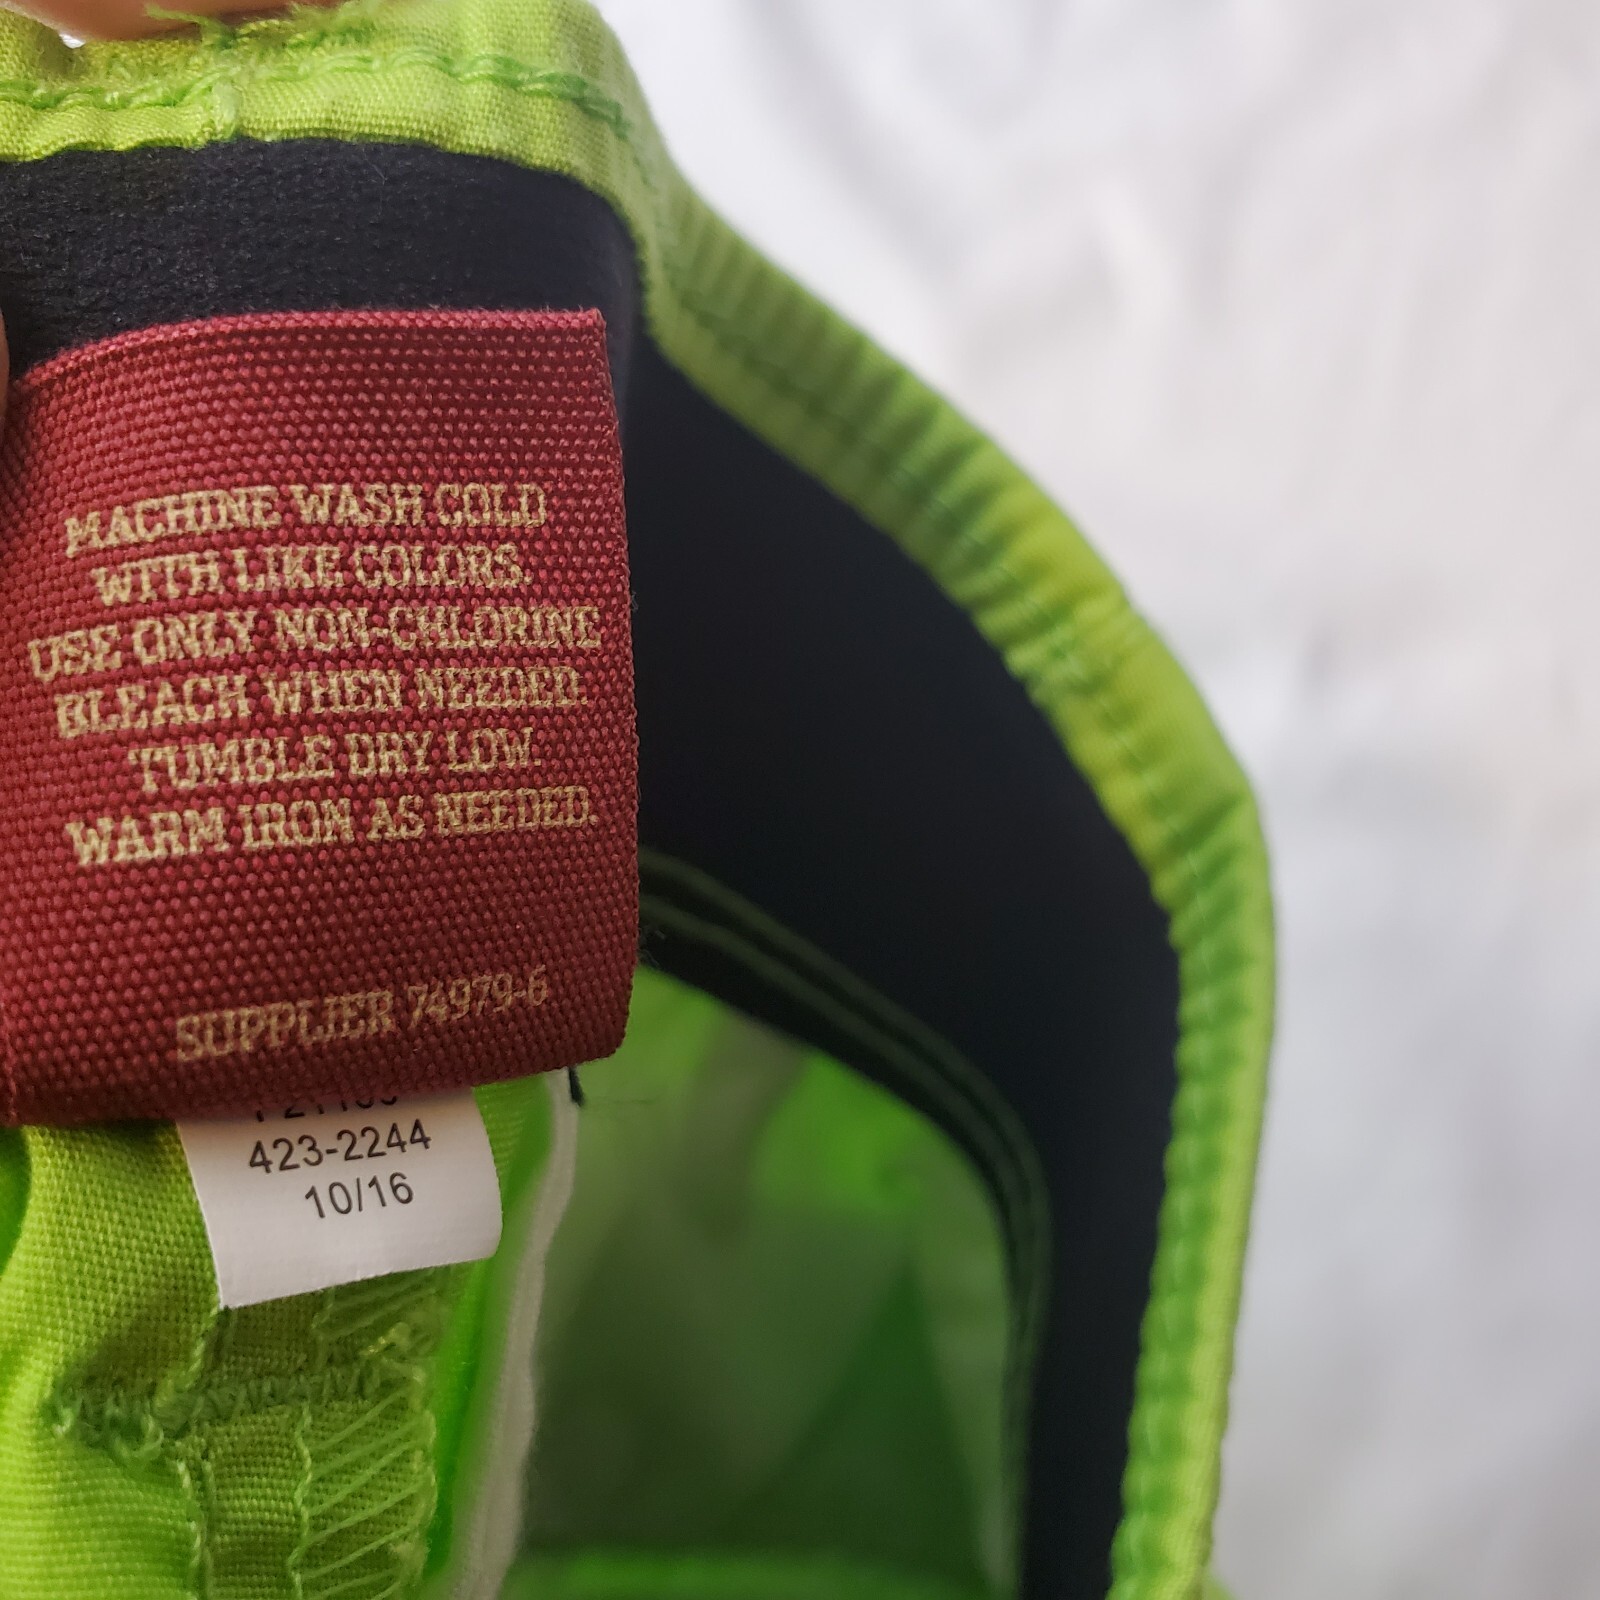 MACHINE WASH COLD
WITH LIKE COLORS.
USE ONLY NON-CHLORINE
BLEACH WHEN NEEDED.
TUMBLE DRY LOW.
WARM IRON AS NEEDED.
SUPPLIER 74979-6
423-2244
10/16